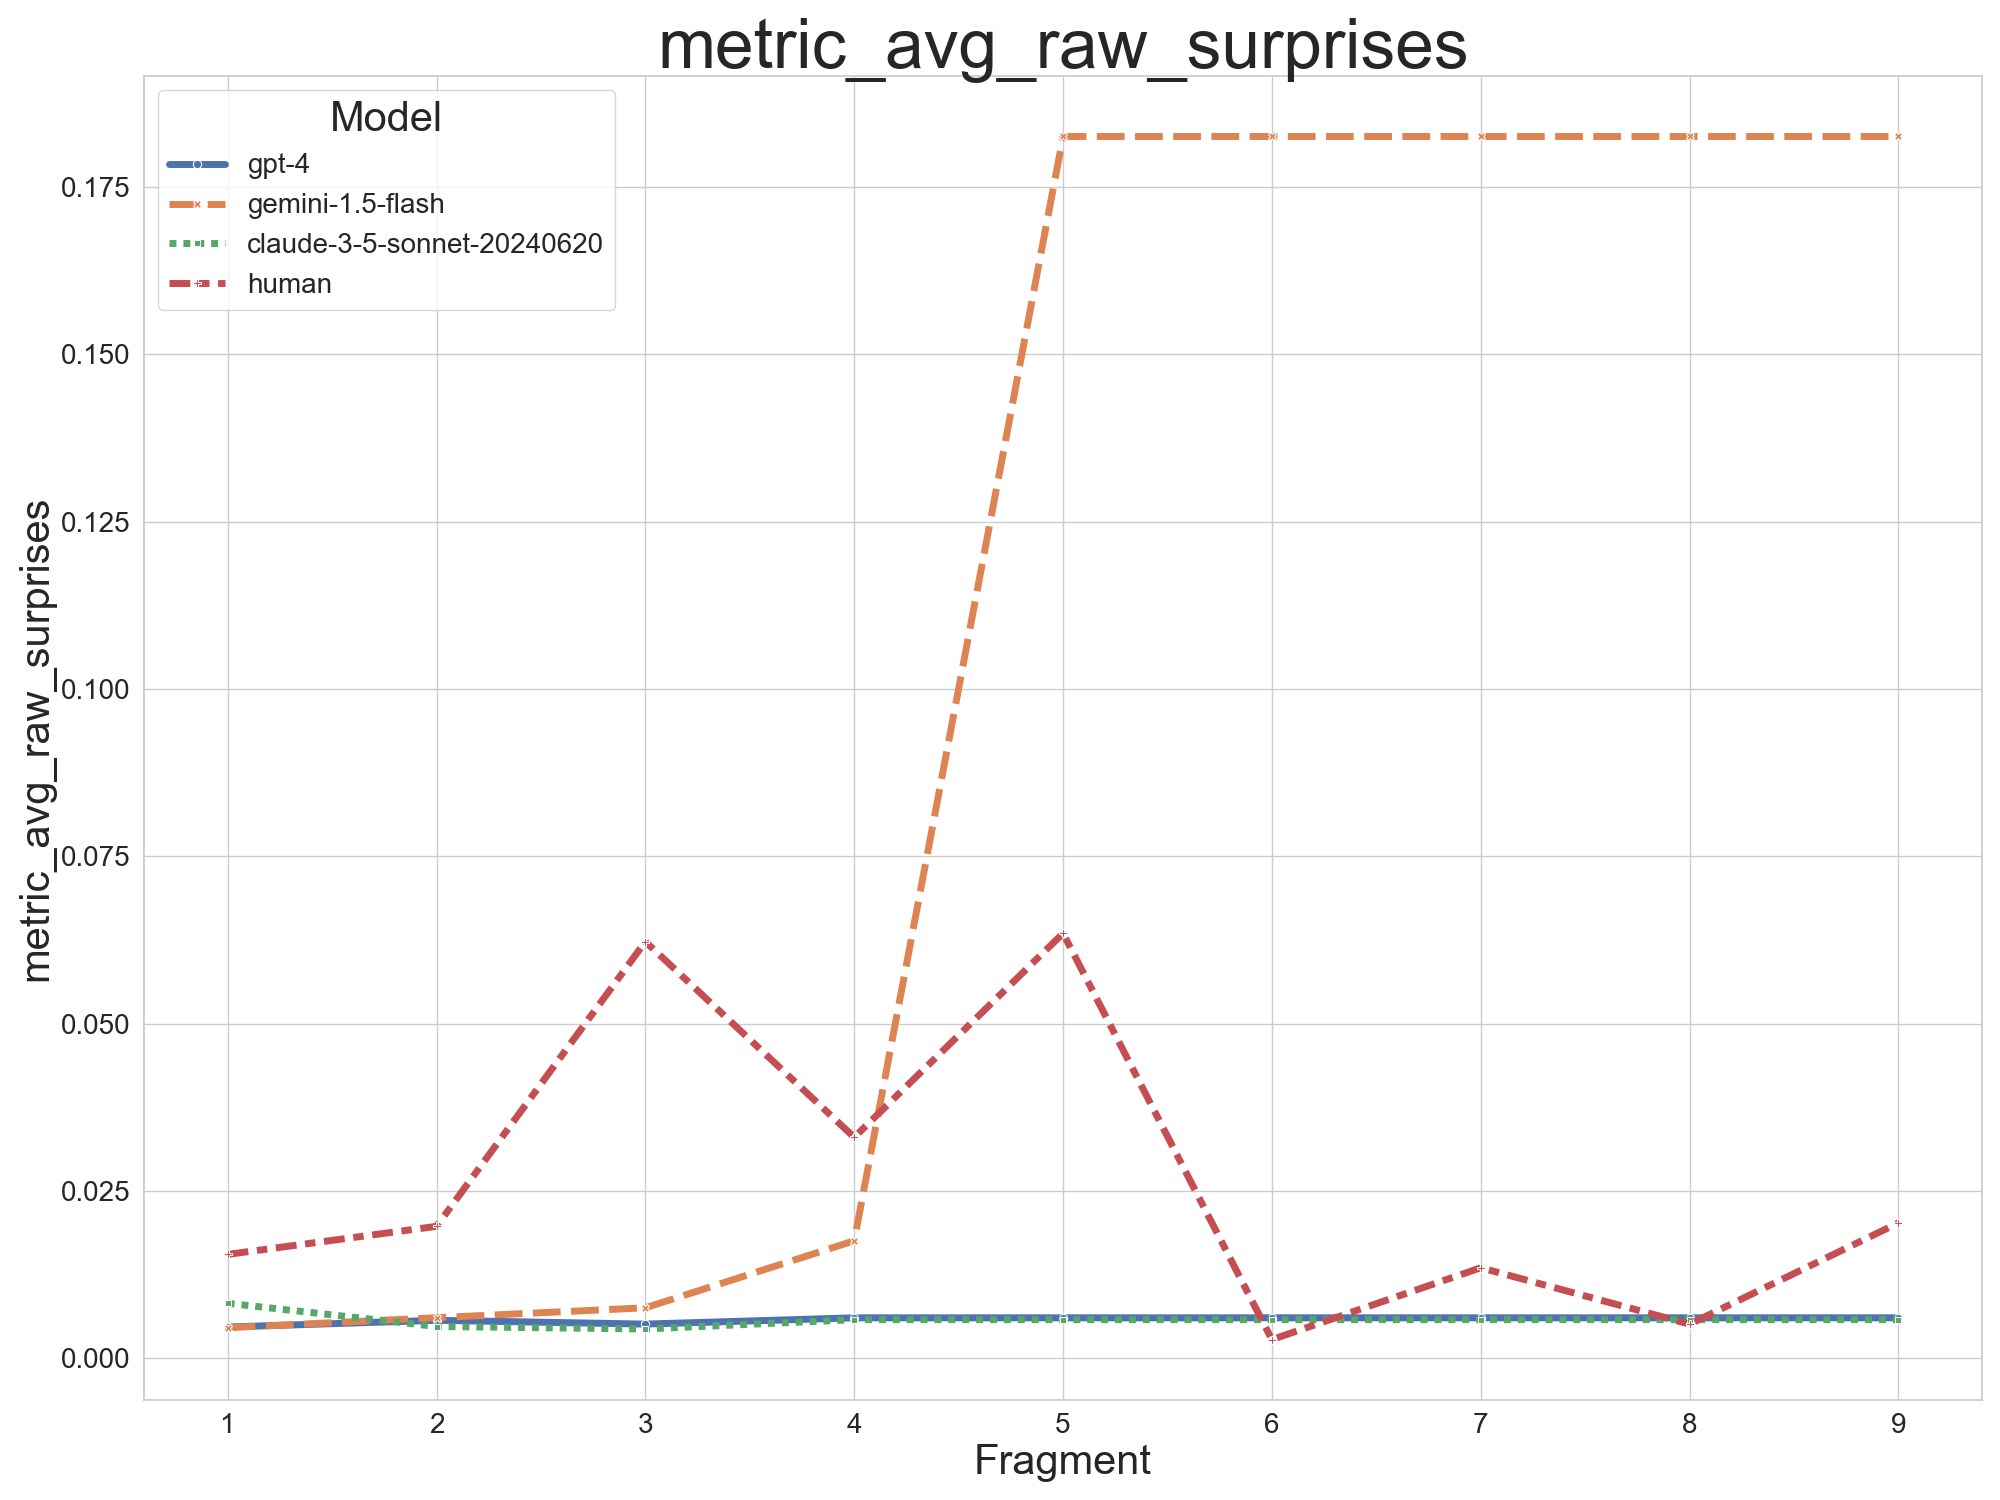 metric_avg_raw_surprises
Model
gpt-4
gemini-1.5-flash
claude-3-5-sonnet-20240620
human
metric_avg_raw_surprises
0.175
0.150
0.125
0.100
0.075
0.050
0.025
0.000
1 2 3 4 5 6 7 8 9
Fragment